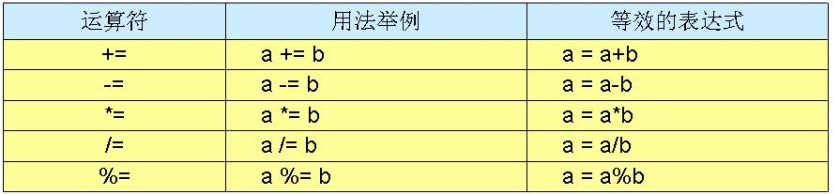 运算符 用法举例 等效的表达式
+= a += b a = a+b
-= a -= b a = a-b
*= a *= b a = a*b
/= a /= b a = a/b
%= a %= b a = a%b